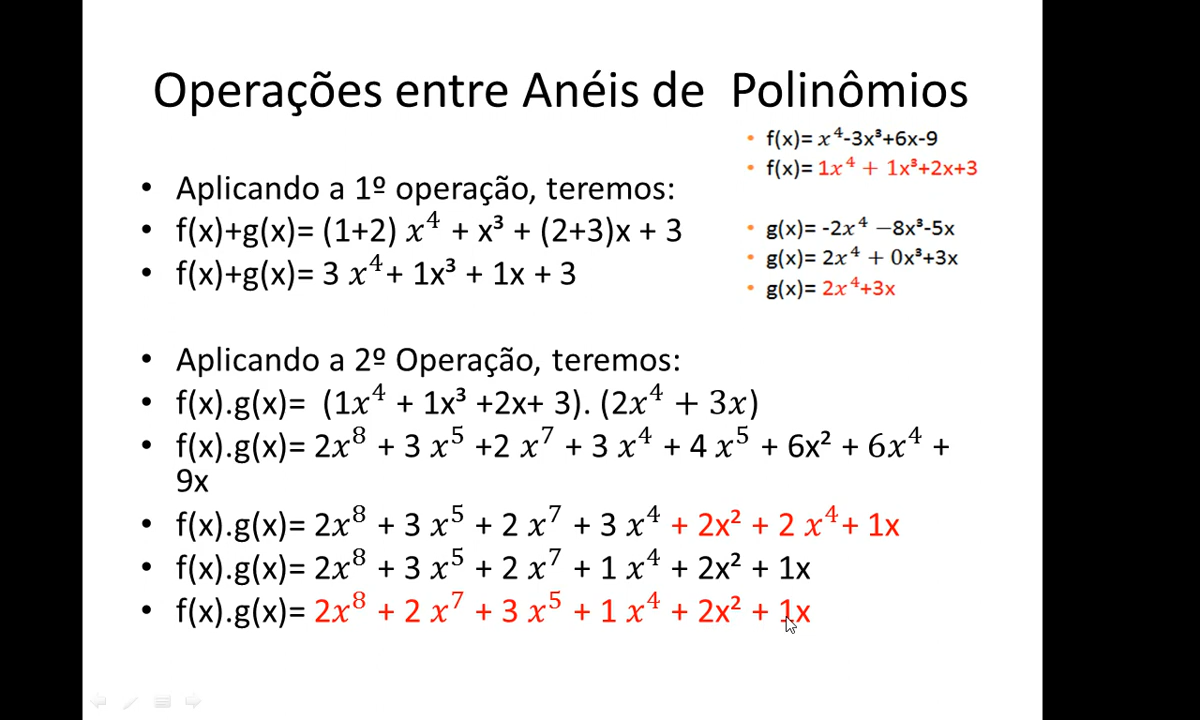 Operações entre Anéis de Polinômios
• f(x)= x⁴-3x³+6x-9
• f(x)= 1x⁴ + 1x³+2x+3
• Aplicando a 1º operação, teremos:
• f(x)+g(x)= (1+2) x⁴ + x³ + (2+3)x + 3
• f(x)+g(x)= 3 x⁴+ 1x³ + 1x + 3
• g(x)= -2x⁴ −8x³-5x
• g(x)= 2x⁴ + 0x³+3x
• g(x)= 2x⁴+3x
• Aplicando a 2º Operação, teremos:
• f(x).g(x)= (1x⁴ + 1x³ +2x+ 3). (2x⁴ + 3x)
• f(x).g(x)= 2x⁸ + 3 x⁵ +2 x⁷ + 3 x⁴ + 4 x⁵ + 6x² + 6x⁴ +
9x
• f(x).g(x)= 2x⁸ + 3 x⁵ + 2 x⁷ + 3 x⁴ + 2x² + 2 x⁴+ 1x
• f(x).g(x)= 2x⁸ + 3 x⁵ + 2 x⁷ + 1 x⁴ + 2x² + 1x
• f(x).g(x)= 2x⁸ + 2 x⁷ + 3 x⁵ + 1 x⁴ + 2x² + 1x